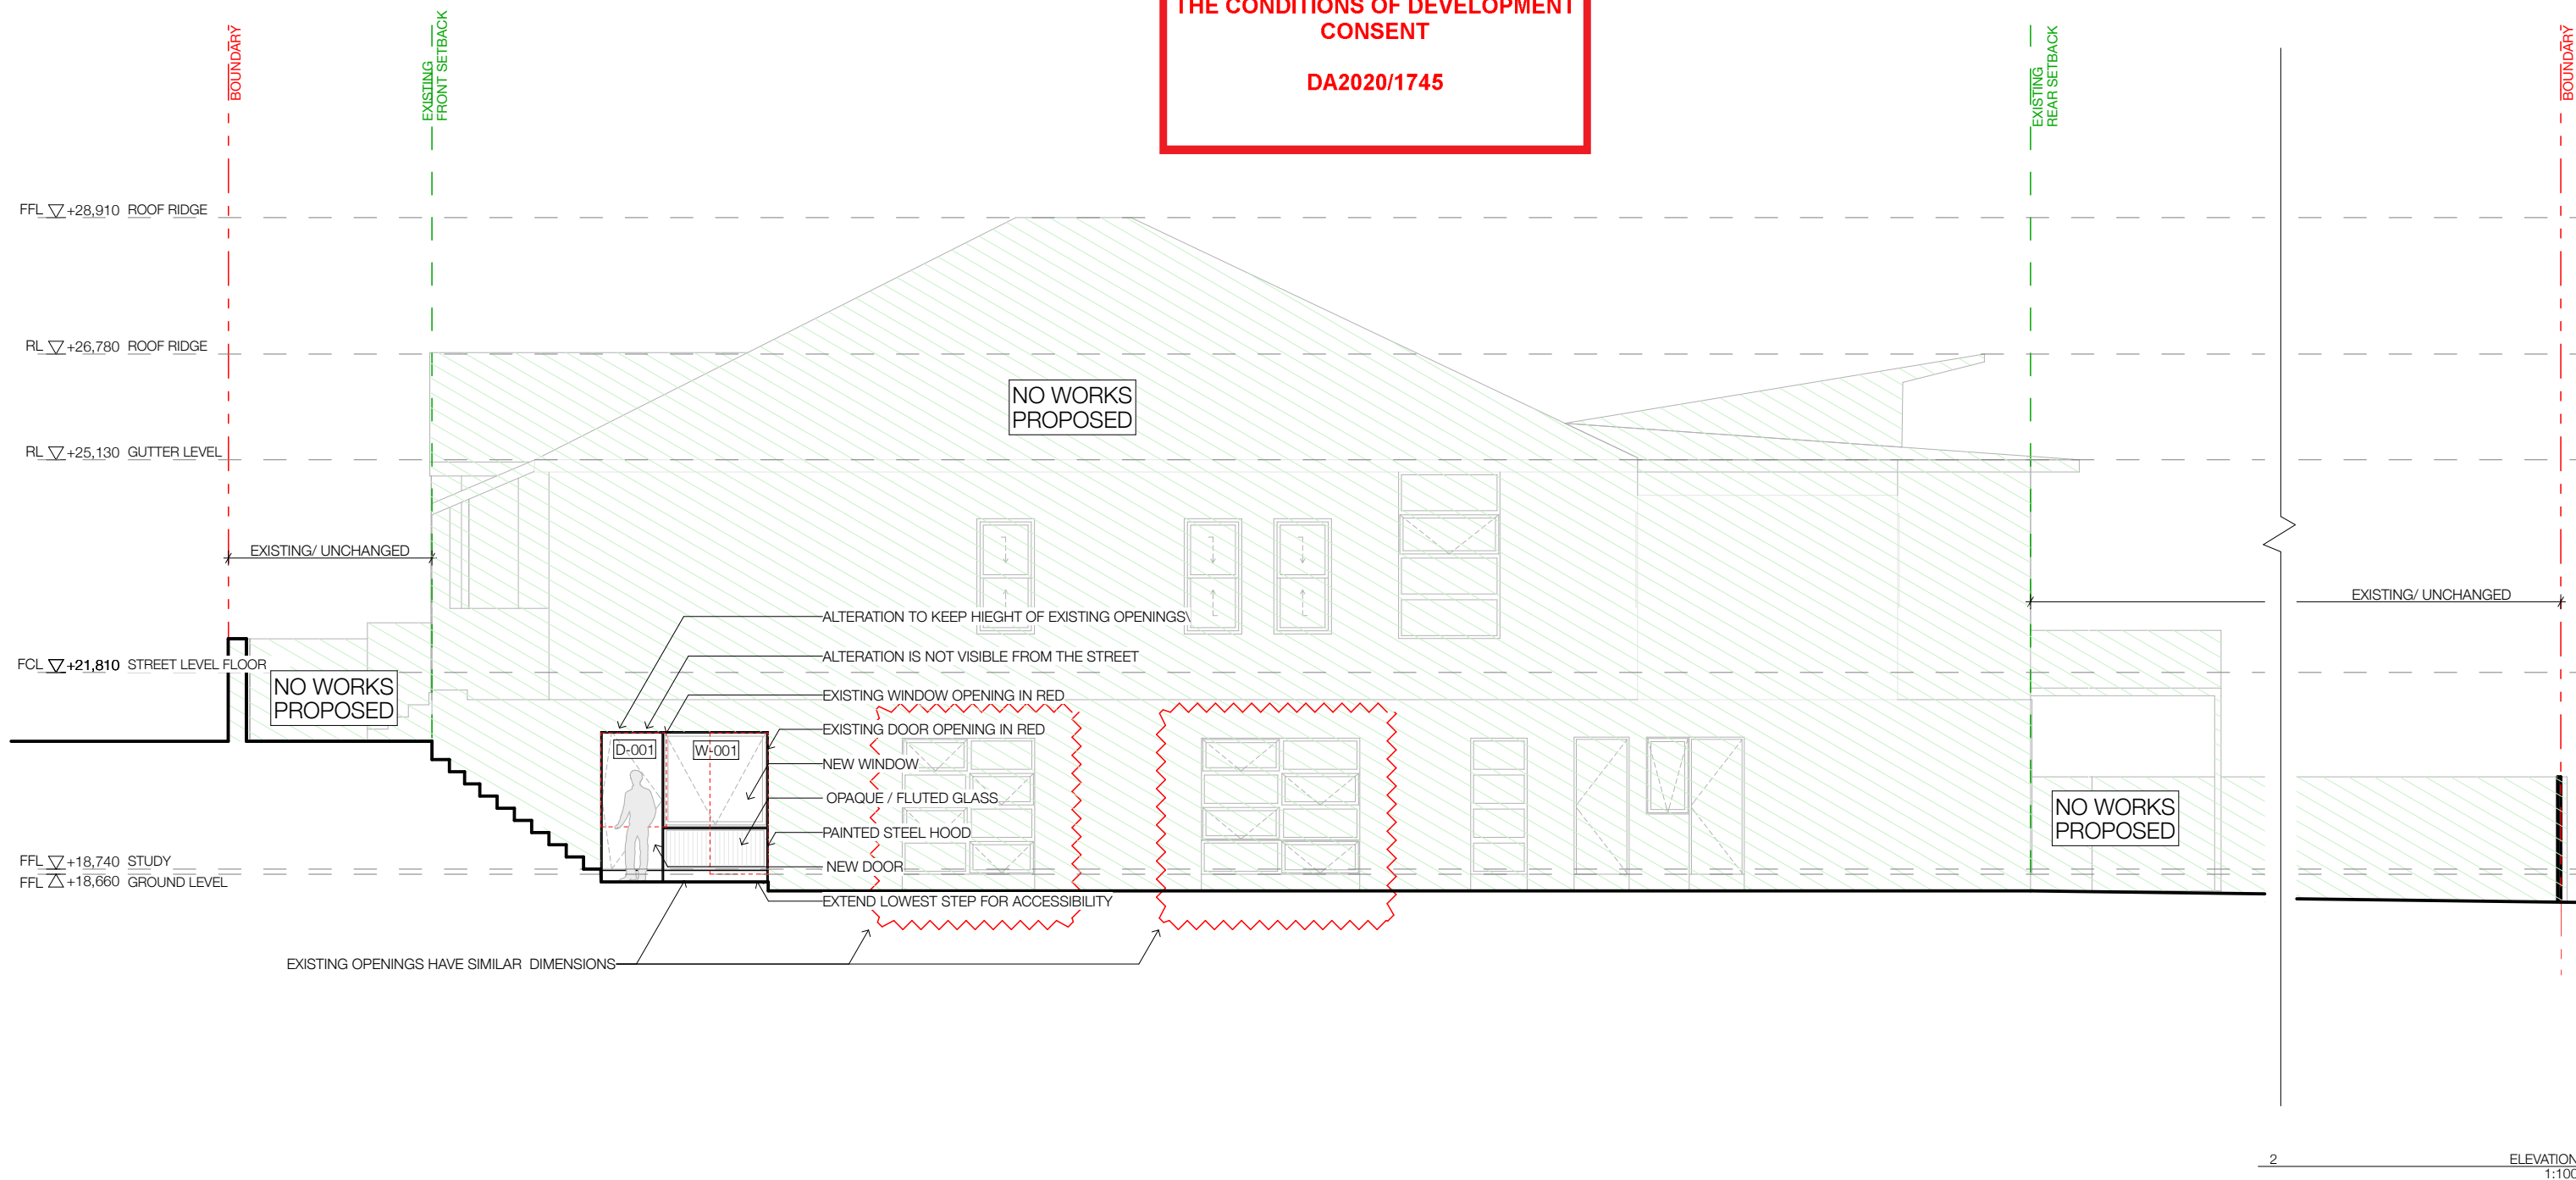 THE CONDITIONS OF DEVELOPMENT
CONSENT
DA2020/1745
BOUNDARY
EXISTING
FRONT SETBACK
EXISTING
REAR SETBACK
BOUNDARY
FFL +28,910 ROOF RIDGE
RL +26,780 ROOF RIDGE
NO WORKS
PROPOSED
RL +25,130 GUTTER LEVEL
EXISTING/ UNCHANGED
EXISTING/ UNCHANGED
ALTERATION TO KEEP HIEGHT OF EXISTING OPENINGS\
ALTERATION IS NOT VISIBLE FROM THE STREET
FCL +21,810 STREET LEVEL FLOOR
NO WORKS
PROPOSED
EXISTING WINDOW OPENING IN RED
EXISTING DOOR OPENING IN RED
D-001
W-001
NEW WINDOW
OPAQUE / FLUTED GLASS
NO WORKS
PROPOSED
PAINTED STEEL HOOD
FFL +18,740 STUDY
NEW DOOR
FFL +18,660 GROUND LEVEL
EXTEND LOWEST STEP FOR ACCESSIBILITY
EXISTING OPENINGS HAVE SIMILAR DIMENSIONS
2
ELEVATION
1:100